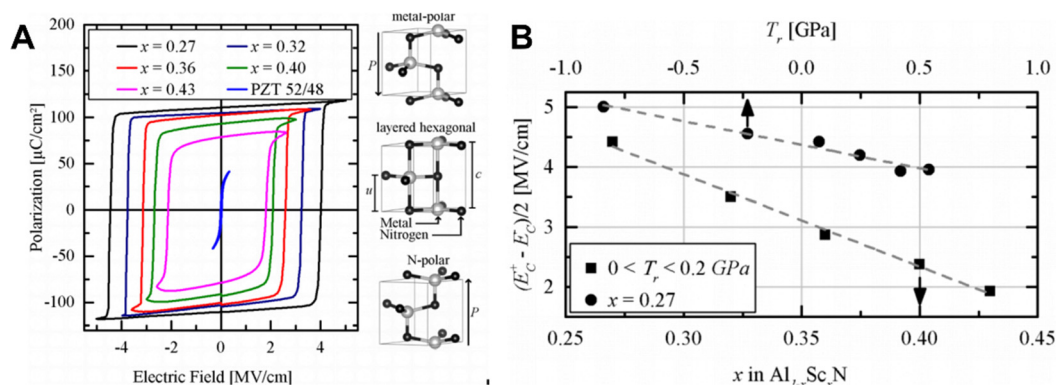 A
200
150
100
50
0
-50
-100
-4 -2 0 2 4
Polarization [μC/cm²]
Electric Field [MV/cm]
x = 0.27 x = 0.32
x = 0.36 x = 0.40
x = 0.43 PZT 52/48
metal-polar
P
layered hexagonal
u
c
Metal
Nitrogen
N-polar
P
B
T_r [GPa]
-1.0 -0.5 0.0 0.5 1.0
5
4
3
2
(E_C^+ - E_C^-)/2 [MV/cm]
0 < T_r < 0.2 GPa
x = 0.27
0.25 0.30 0.35 0.40 0.45
x in Al_{1-x}Sc_xN